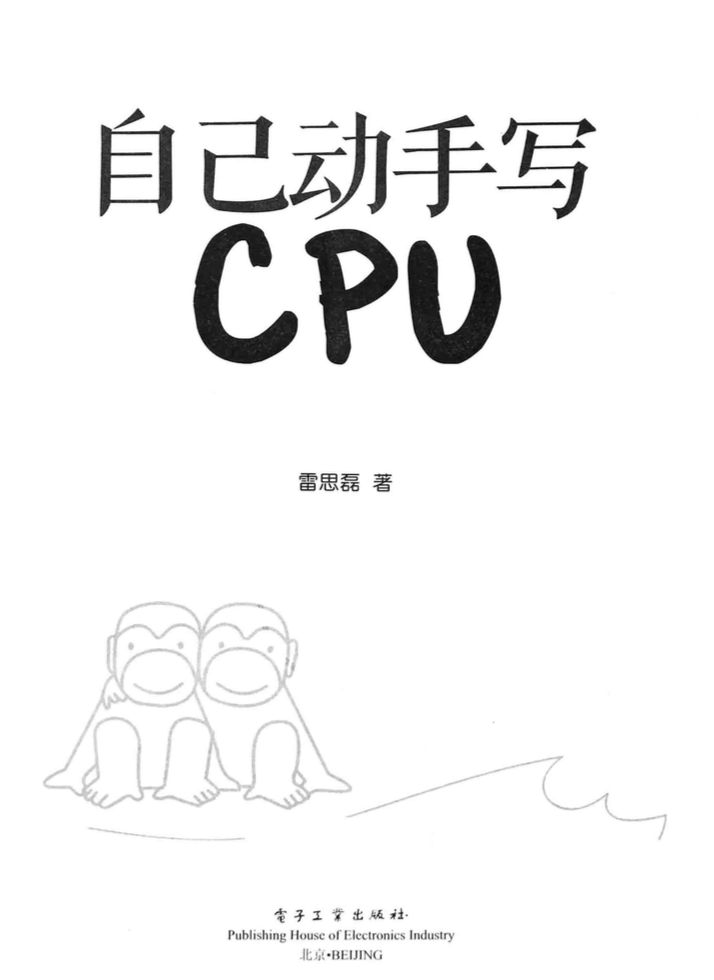 自己动手写
CPU
雷思磊 著
電子工業出版社·
Publishing House of Electronics Industry
北京•BEIJING